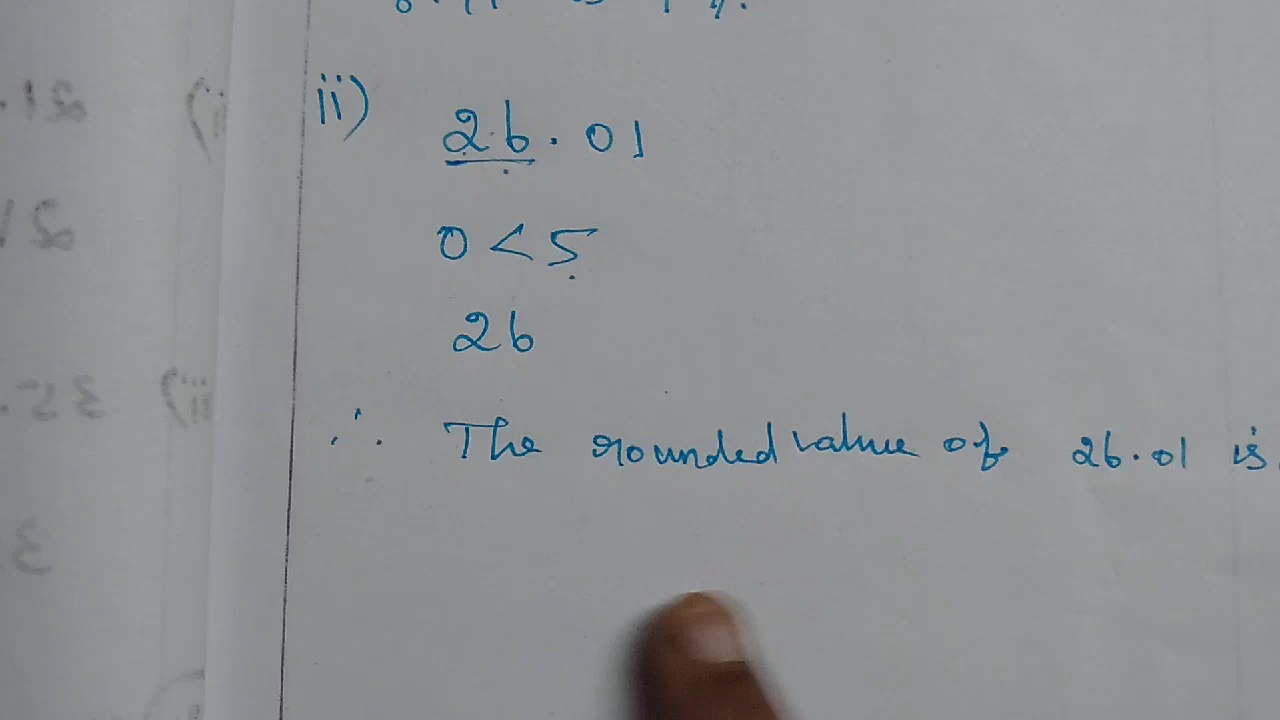 ii) 26.01
0 < 5
26
∴ The rounded value of 26.01 is